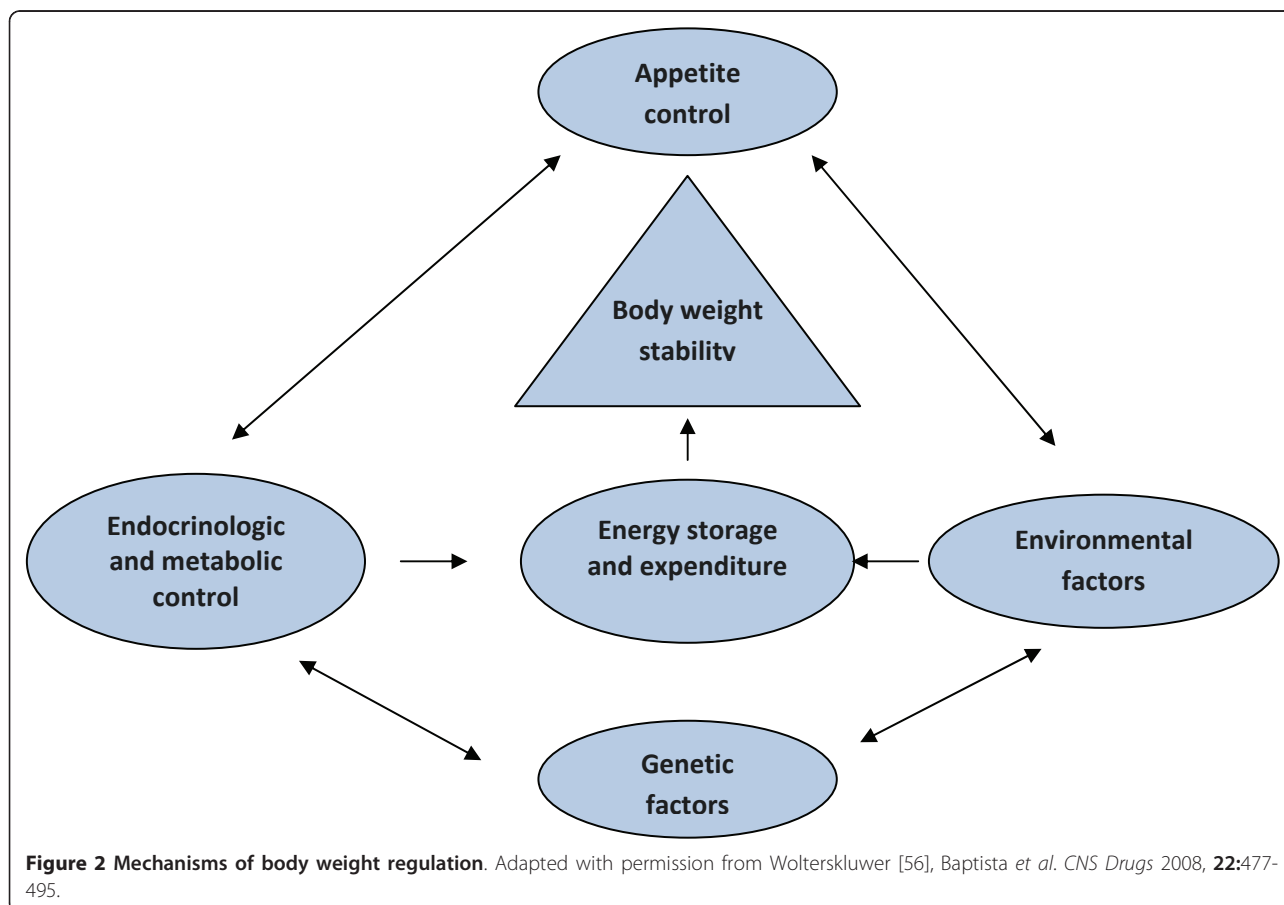 Appetite
control
Body weight
stability
Endocrinologic
and metabolic
control
Energy storage
and expenditure
Environmental
factors
Genetic
factors
Figure 2 Mechanisms of body weight regulation. Adapted with permission from Wolterskluwer [56], Baptista et al. CNS Drugs 2008, 22:477-
495.